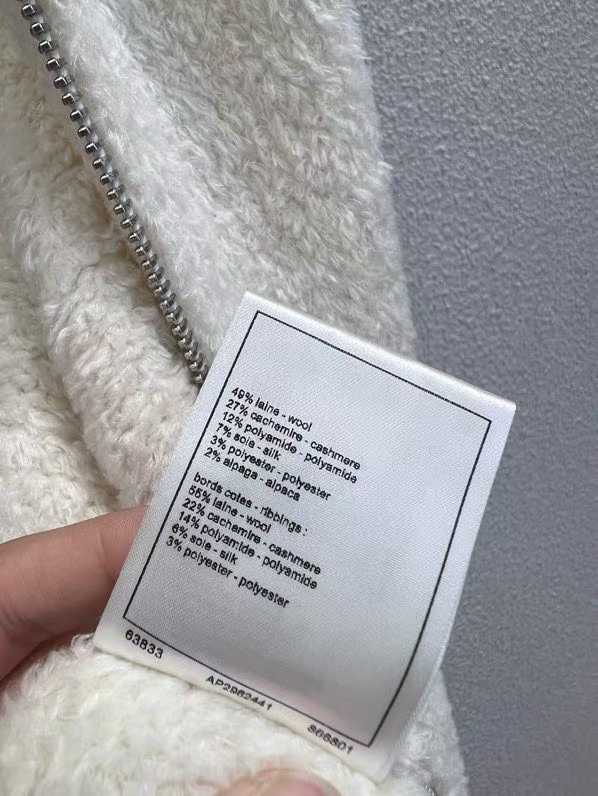 49% laine - wool
27% cachemire - cashmere
12% polyamide - polyamide
7% soie - silk
3% polyester - polyester
2% alpaga - alpaca
bords cotes - ribbings :
55% laine - wool
22% cachemire - cashmere
14% polyamide - polyamide
6% soie - silk
3% polyester - polyester
63833
AP2962441
866801